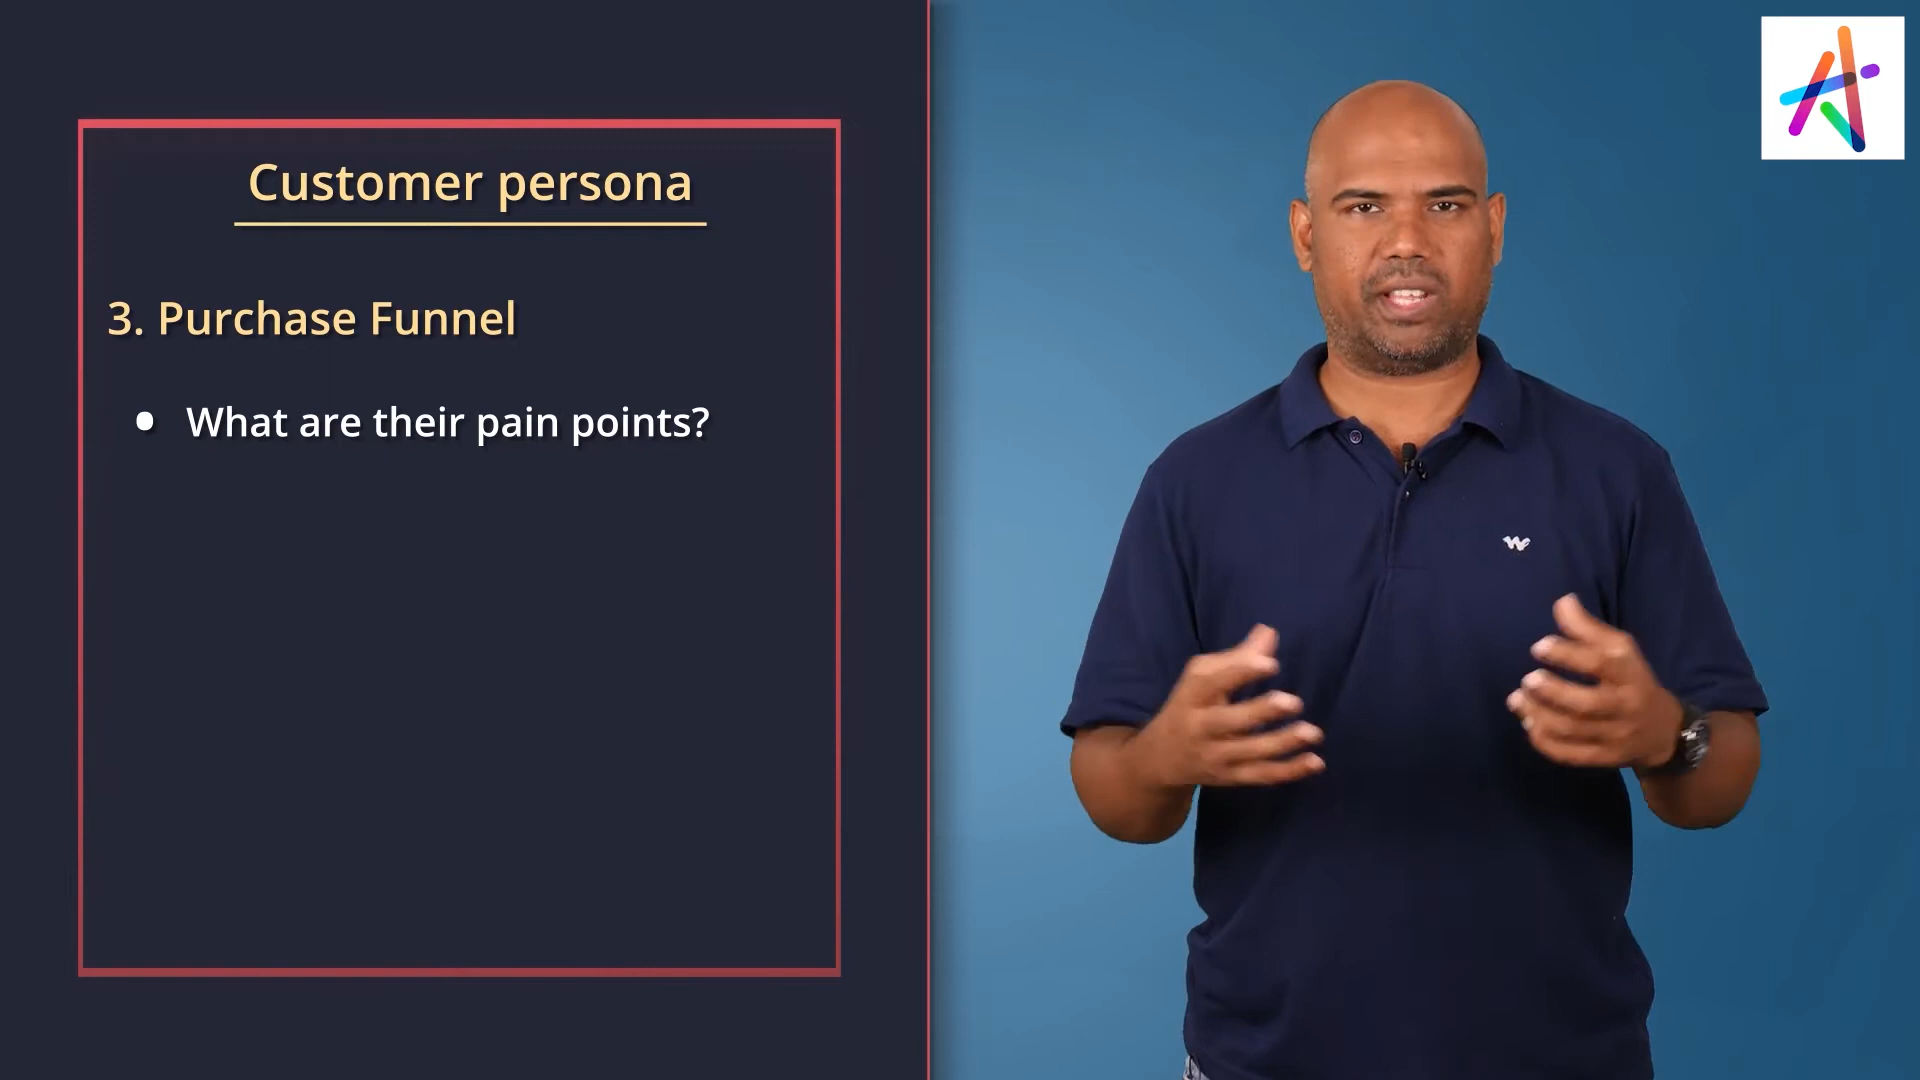 Customer persona
3. Purchase Funnel
• What are their pain points?